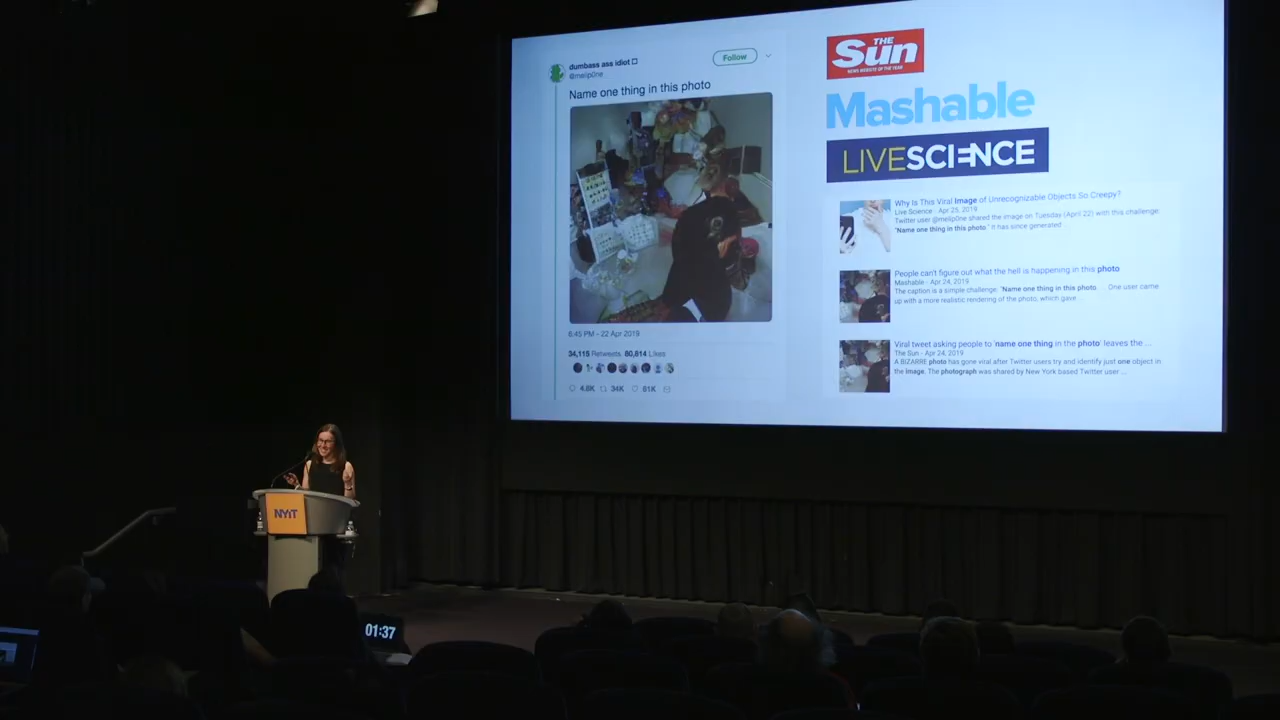 dumbass ass idiot
@melip0ne
Follow
Name one thing in this photo
6:45 PM - 22 Apr 2019
34,115 Retweets 80,814 Likes
4.8K 34K 81K
THE
Sun
NEWS WEBSITE OF THE YEAR
Mashable
LIVESCIENCE
Why Is This Viral Image of Unrecognizable Objects So Creepy?
Live Science - Apr 25, 2019
Twitter user @melip0ne shared the image on Tuesday (April 22) with this challenge:
"Name one thing in this photo." It has since generated
People can't figure out what the hell is happening in this photo
Mashable - Apr 24, 2019
The caption is a simple challenge: "Name one thing in this photo. ... One user came
up with a more realistic rendering of the photo, which gave ...
Viral tweet asking people to 'name one thing in the photo' leaves the ...
The Sun - Apr 24, 2019
A BIZARRE photo has gone viral after Twitter users try and identify just one object in
the image. The photograph was shared by New York based Twitter user ...
NYIT
01:37